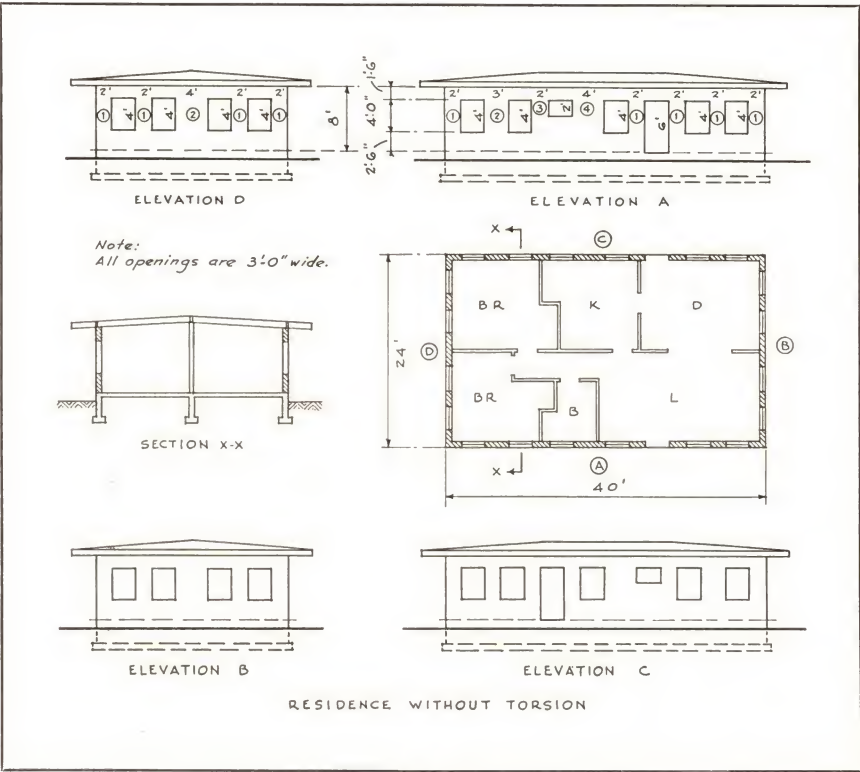 2' 2' 4' 2' 2'
① 4' ① 4' ② 4' ① 4' ①
8'
1'-6"
4'-0"
2'-6"
2' 3' 2' 4' 2' 2' 2' 2'
① 4' ② 4' ③ 2' ④ 4' ① 6' ① 4' ① 4' ①
ELEVATION D
ELEVATION A
Note:
All openings are 3'-0" wide.
X
C
BR K D
24'
D
B
BR B L
X
A
40'
SECTION X-X
ELEVATION B
ELEVATION C
RESIDENCE WITHOUT TORSION